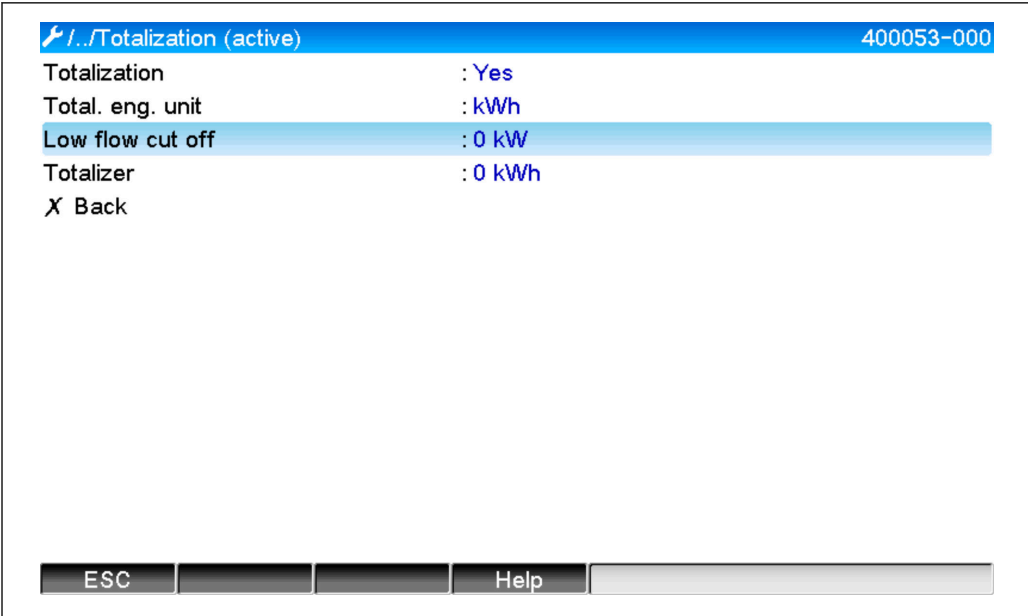 /../Totalization (active) 400053-000
Totalization : Yes
Total. eng. unit : kWh
Low flow cut off : 0 kW
Totalizer : 0 kWh
X Back
ESC Help